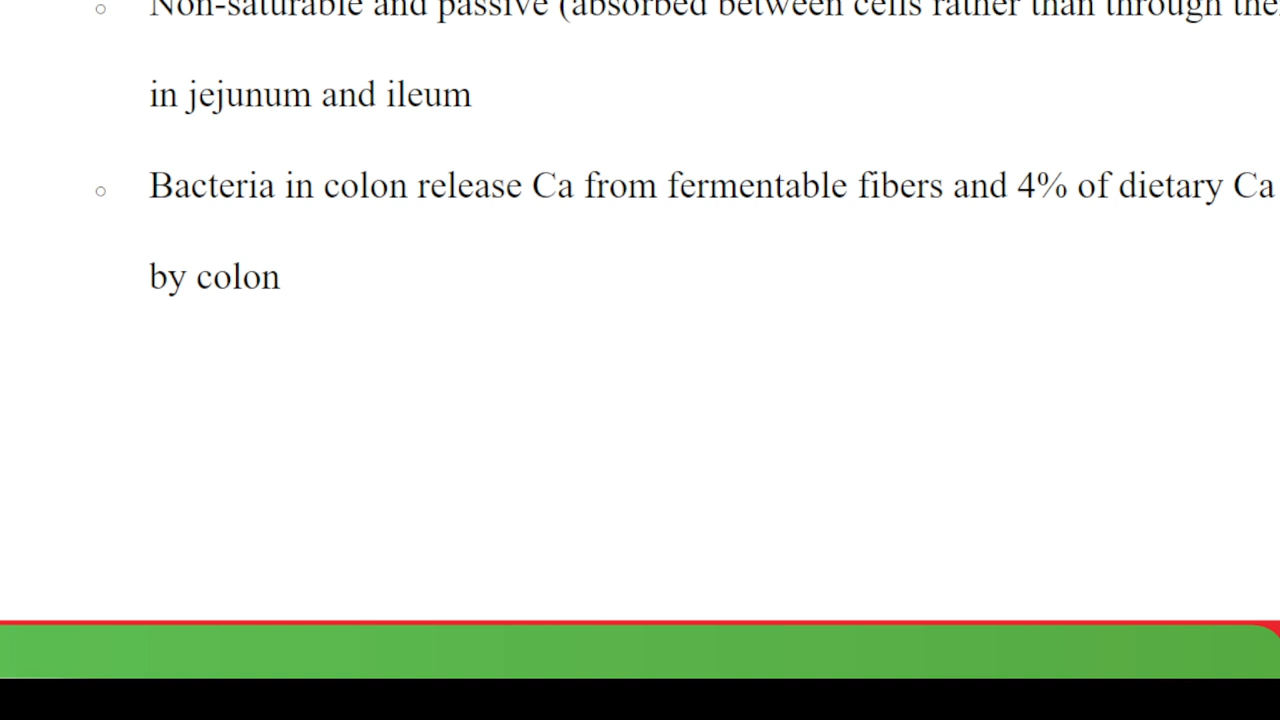 Non-saturable and passive (absorbed between cells rather than through the
in jejunum and ileum
Bacteria in colon release Ca from fermentable fibers and 4% of dietary Ca
by colon